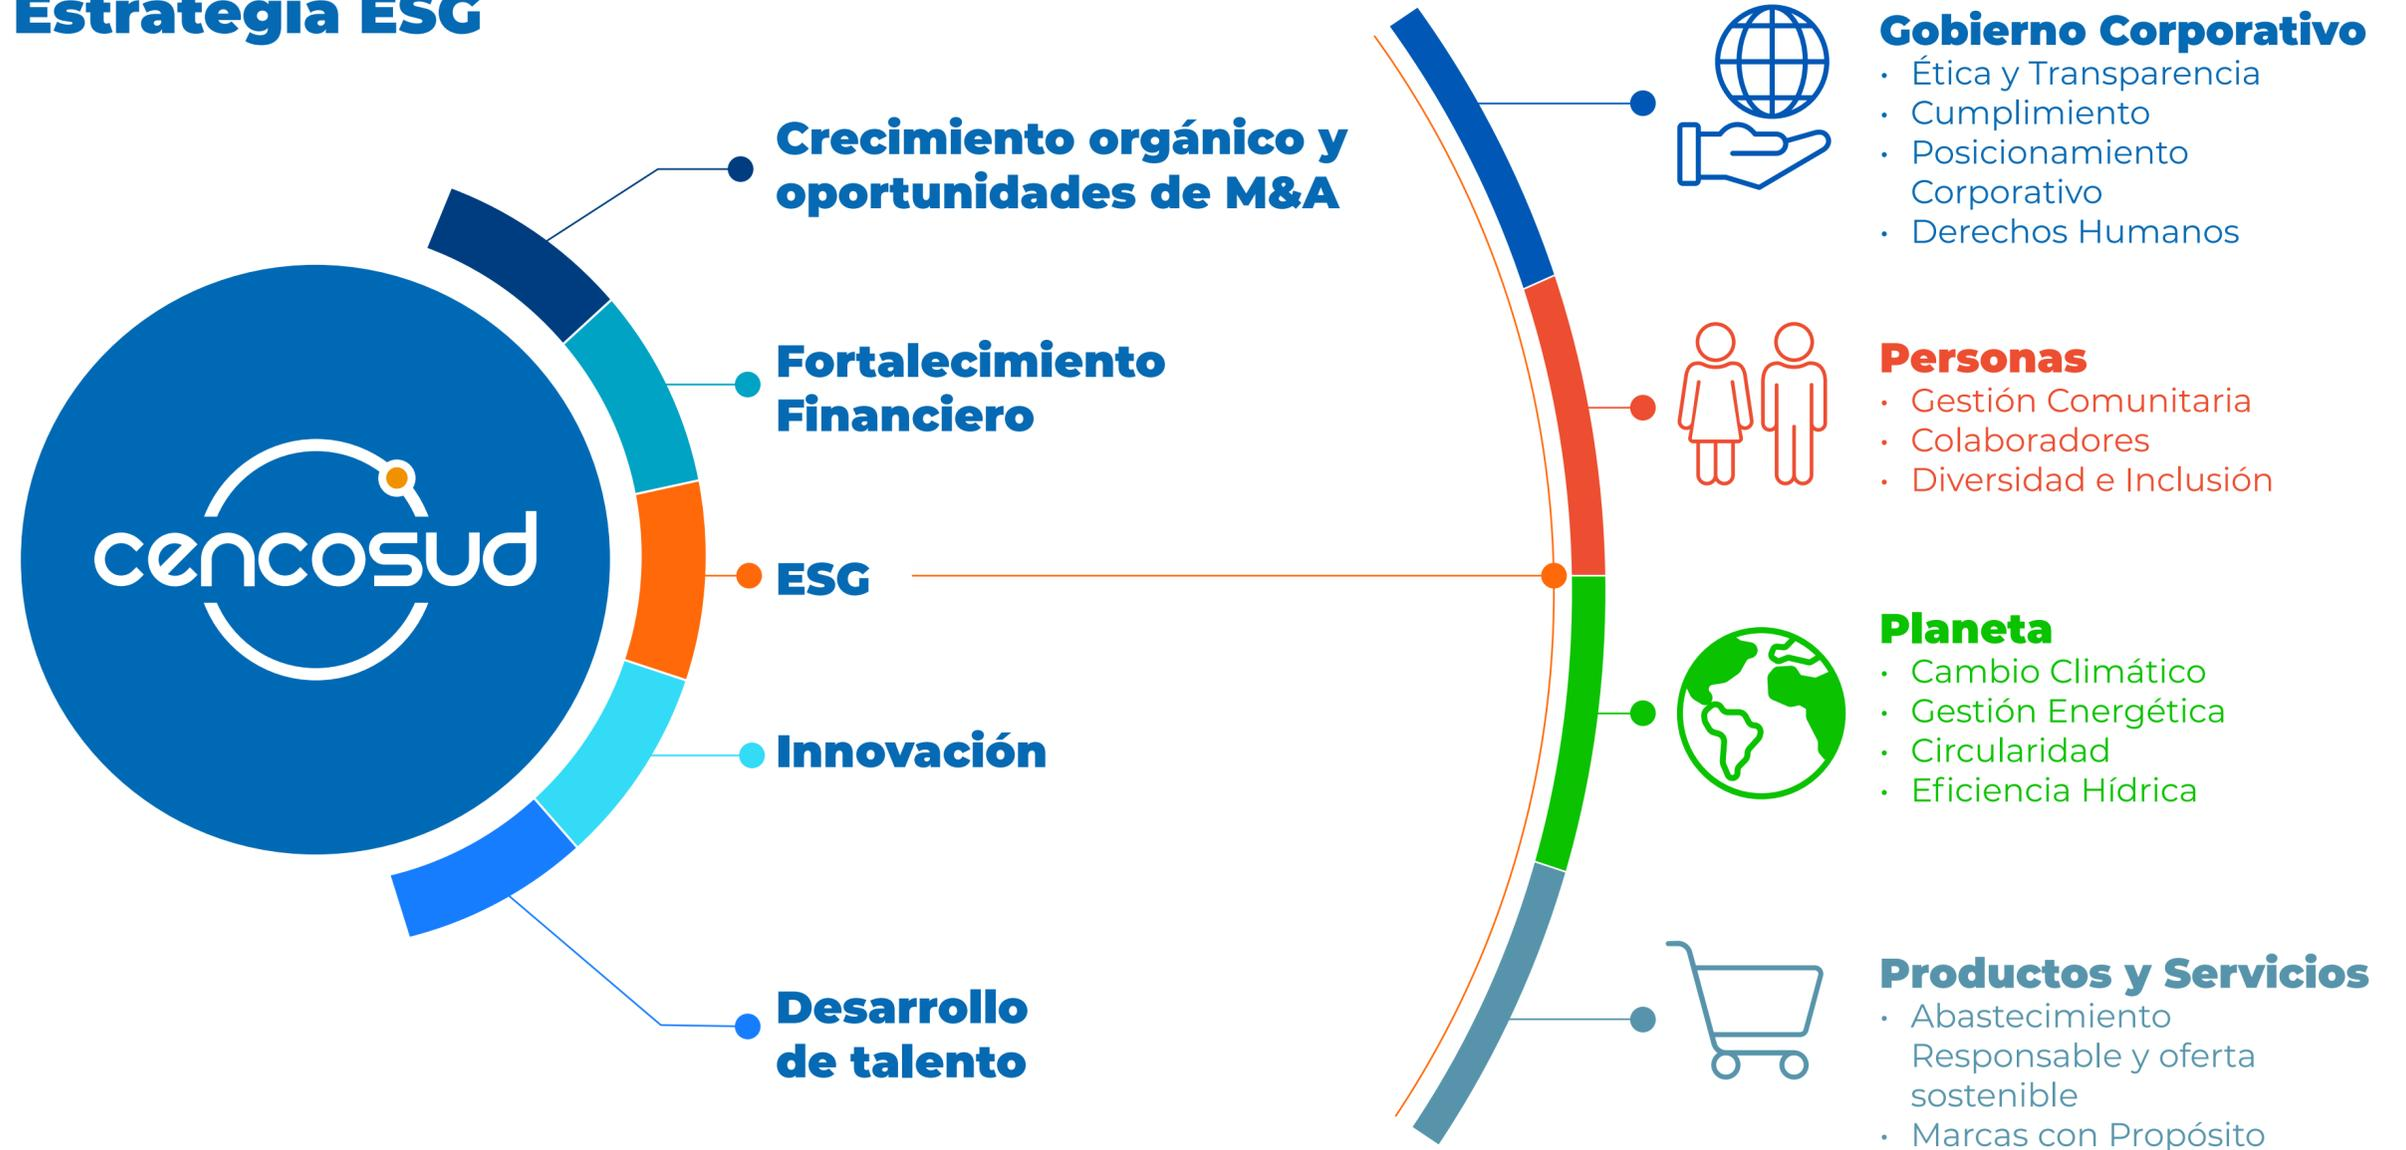 Estrategia ESG
cencosud
Crecimiento orgánico y
oportunidades de M&A
Fortalecimiento
Financiero
ESG
Innovación
Desarrollo
de talento
Gobierno Corporativo
• Ética y Transparencia
• Cumplimiento
• Posicionamiento
Corporativo
• Derechos Humanos
Personas
• Gestión Comunitaria
• Colaboradores
• Diversidad e Inclusión
Planeta
• Cambio Climático
• Gestión Energética
• Circularidad
• Eficiencia Hídrica
Productos y Servicios
• Abastecimiento
Responsable y oferta
sostenible
• Marcas con Propósito